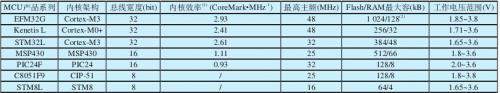 MCU产品系列 内核架构 总线宽度(bit) 内核效率⁽¹⁾ (CoreMark•MHz⁻¹) 最高主频(MHz) Flash/RAM最大容(kB) 工作电压范围(V)
EFM32G Cortex-M3 32 2.93 48 1 024/128⁽²⁾ 1.85~3.8
Kenetis L Cortex-M0+ 32 2.41 48 256/32 1.71~3.6
STM32L Cortex-M3 32 2.61 32 384/48 1.65~3.6
MSP430 MSP430 16 1.11 25 512/66 1.8~3.6
PIC24F PIC24 16 0.93 32 128/8 2.0~3.6
C8051F9 CIP-51 8 / 25 128/8 1.8~3.8
STM8L STM8 8 / 16 64/4 1.65~3.6